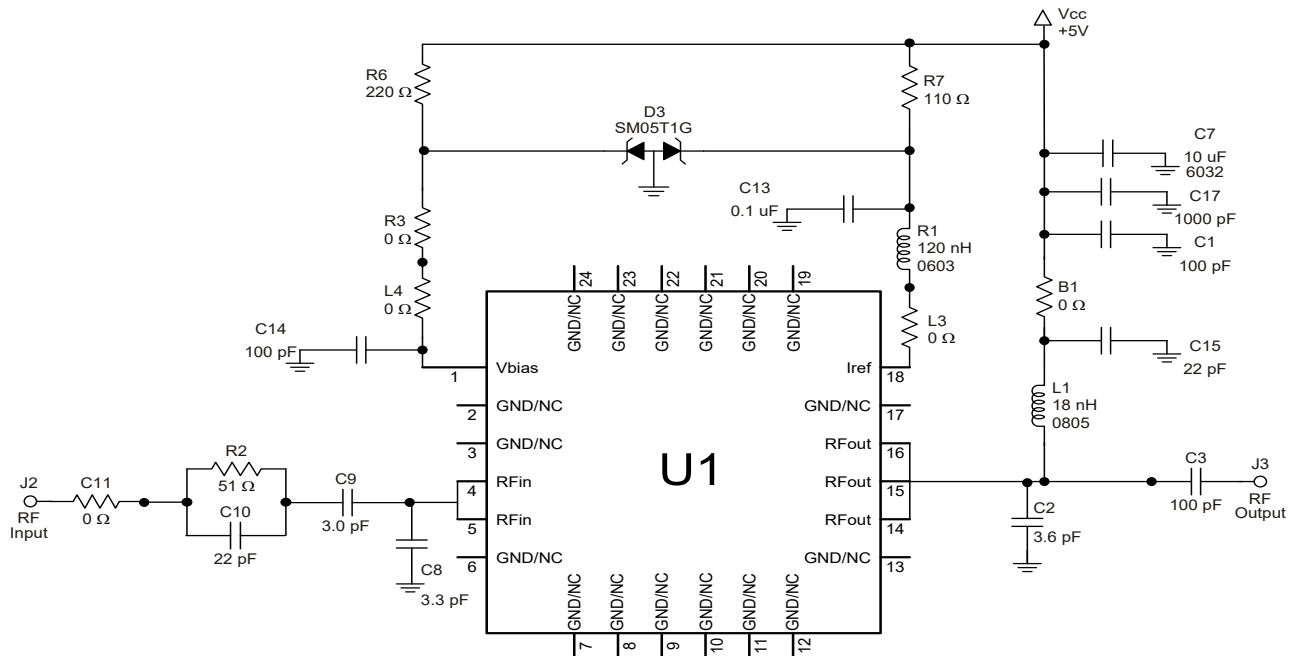 Vcc
+5V
R6
220 Ω
R7
110 Ω
D3
SM05T1G
C7
10 uF
6032
C13
0.1 uF
C17
1000 pF
R3
0 Ω
R1
120 nH
0603
C1
100 pF
L4
0 Ω
L3
0 Ω
B1
0 Ω
C14
100 pF
C15
22 pF
L1
18 nH
0805
24 23 22 21 20 19
GND/NC GND/NC GND/NC GND/NC GND/NC GND/NC
1 Vbias
Iref 18
2 GND/NC
GND/NC 17
3 GND/NC
RFout 16
4 RFin
RFout 15
5 RFin
RFout 14
6 GND/NC
GND/NC 13
U1
GND/NC GND/NC GND/NC GND/NC GND/NC GND/NC
7 8 9 10 11 12
J2
RF
Input
C11
0 Ω
R2
51 Ω
C10
22 pF
C9
3.0 pF
C8
3.3 pF
C2
3.6 pF
C3
100 pF
J3
RF
Output